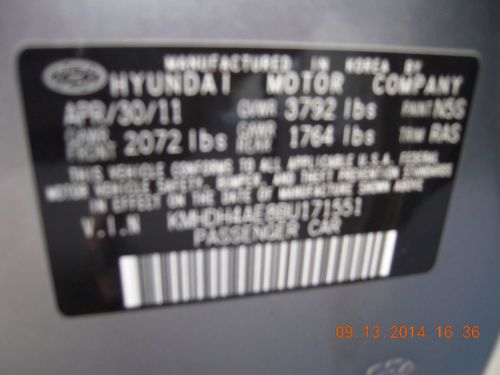 MANUFACTURED IN KOREA BY
HYUNDAI MOTOR COMPANY
APR/30/11 GVWR 3792 lbs PAINT N5S
GAWR FRONT 2072 lbs GAWR REAR 1764 lbs TRIM RAS
THIS VEHICLE CONFORMS TO ALL APPLICABLE U.S.A. FEDERAL
MOTOR VEHICLE SAFETY, BUMPER, AND THEFT PREVENTION STANDARDS
IN EFFECT ON THE DATE OF MANUFACTURE SHOWN ABOVE.
V.I.N KMHDH4AE8BU171551
PASSENGER CAR
09.13.2014 16:36